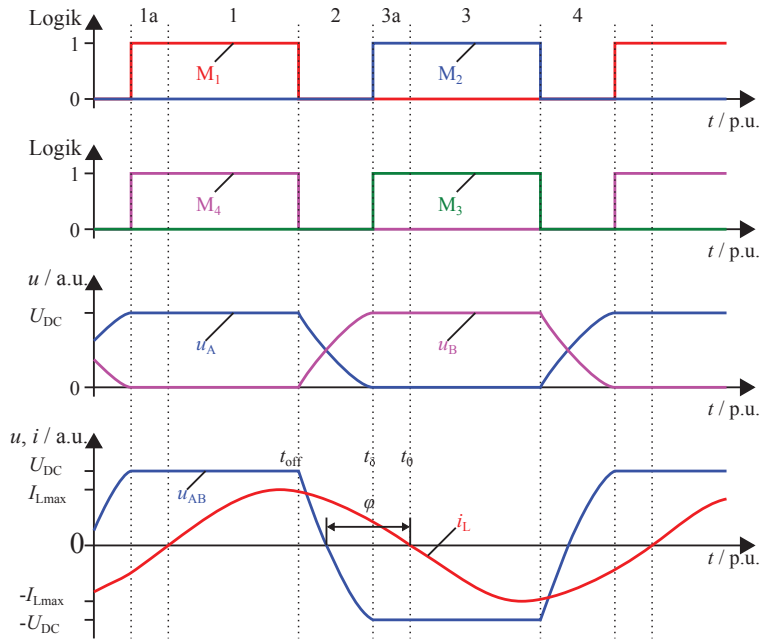 1a 1 2 3a 3 4
Logik
1
M1
M2
0
t / p.u.
Logik
1
M4
M3
0
t / p.u.
u / a.u.
UDC
uA
uB
0
t / p.u.
u, i / a.u.
UDC
toff
tδ
t0
ILmax
uAB
φ
iL
0
t / p.u.
-ILmax
-UDC